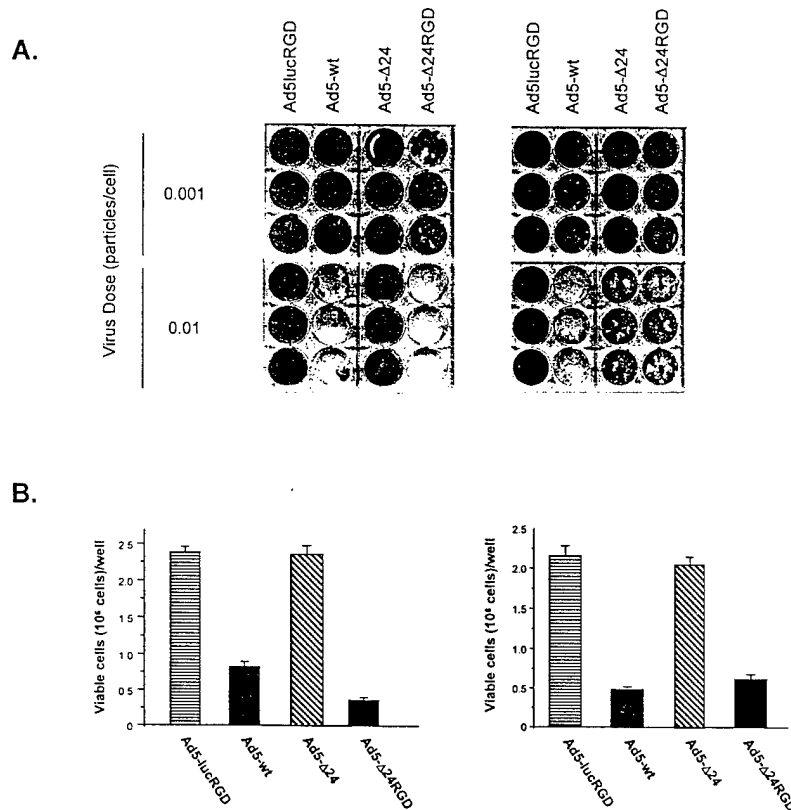 A.
Ad5lucRGD Ad5-wt Ad5-Δ24 Ad5-Δ24RGD
Ad5lucRGD Ad5-wt Ad5-Δ24 Ad5-Δ24RGD
Virus Dose (particles/cell)
0.001
0.01
B.
Viable cells (10⁶ cells)/well
2 5
2 0
1 5
1 0
0 5
0
Ad5-lucRGD
Ad5-wt
Ad5-Δ24
Ad5-Δ24RGD
Viable cells (10⁶ cells)/well
2.5
2.0
1.5
1.0
0.5
0
Ad5-lucRGD
Ad5-wt
Ad5-Δ24
Ad5-Δ24RGD